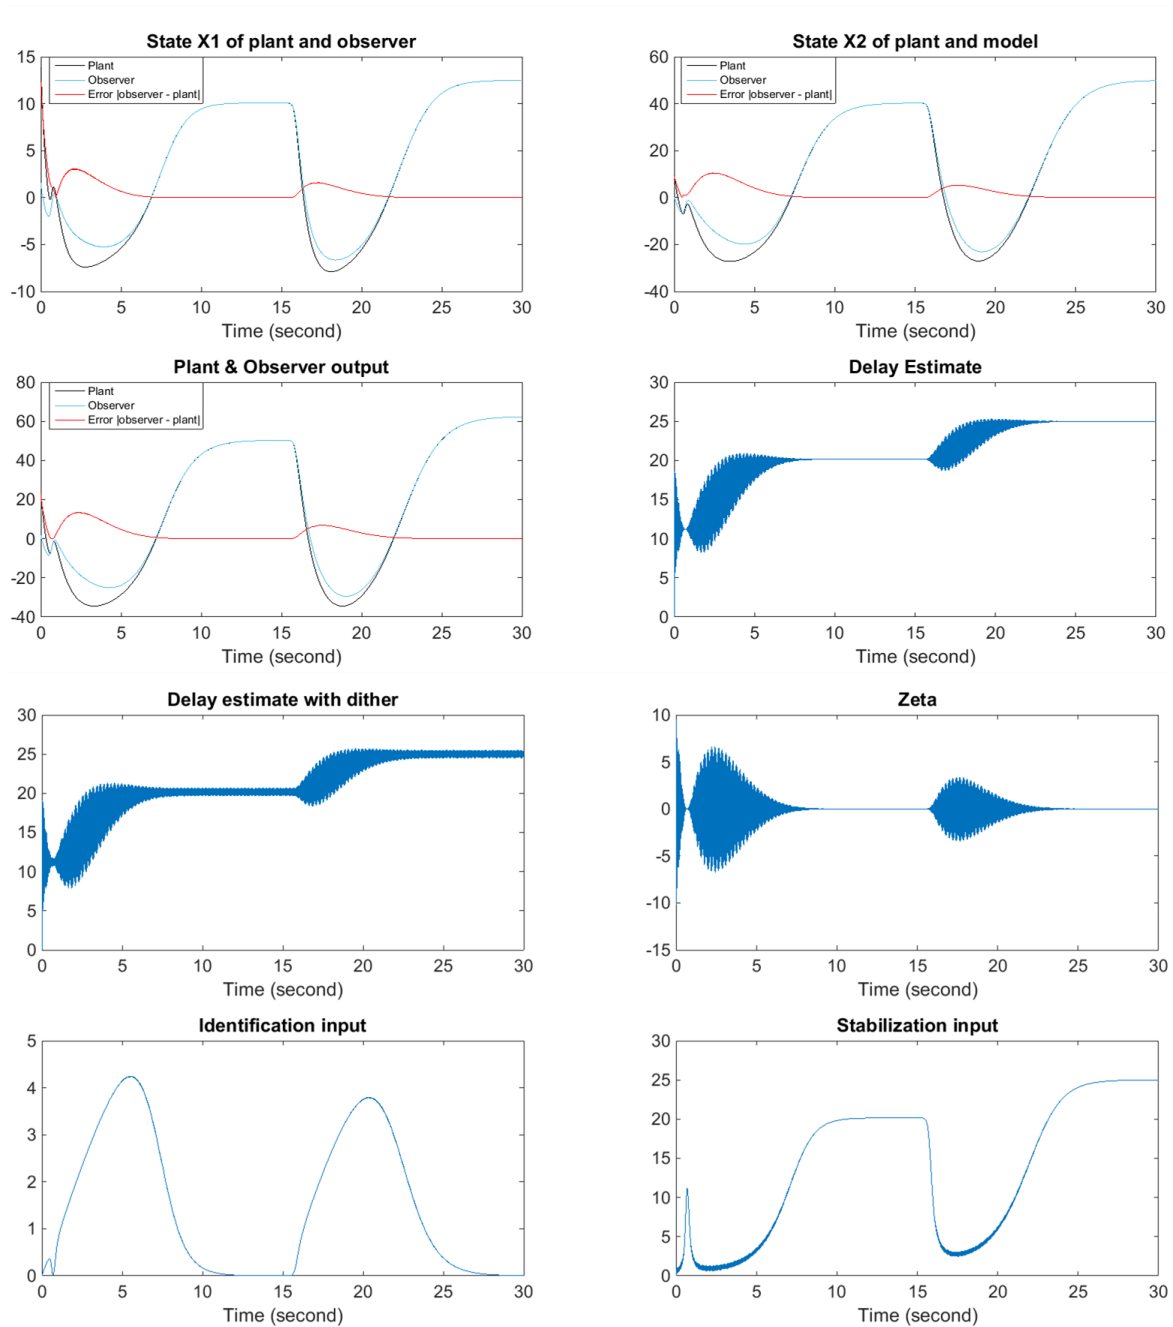 State X1 of plant and observer
15
10
5
0
-5
-10
Plant
Observer
Error |observer - plant|
0 5 10 15 20 25 30
Time (second)
State X2 of plant and model
60
40
20
0
-20
-40
Plant
Observer
Error |observer - plant|
0 5 10 15 20 25 30
Time (second)
Plant & Observer output
80
60
40
20
0
-20
-40
Plant
Observer
Error |observer - plant|
0 5 10 15 20 25 30
Time (second)
Delay Estimate
30
25
20
15
10
5
0
0 5 10 15 20 25 30
Time (second)
Delay estimate with dither
30
25
20
15
10
5
0
0 5 10 15 20 25 30
Time (second)
Zeta
10
5
0
-5
-10
-15
0 5 10 15 20 25 30
Time (second)
Identification input
5
4
3
2
1
0
0 5 10 15 20 25 30
Time (second)
Stabilization input
30
25
20
15
10
5
0
0 5 10 15 20 25 30
Time (second)